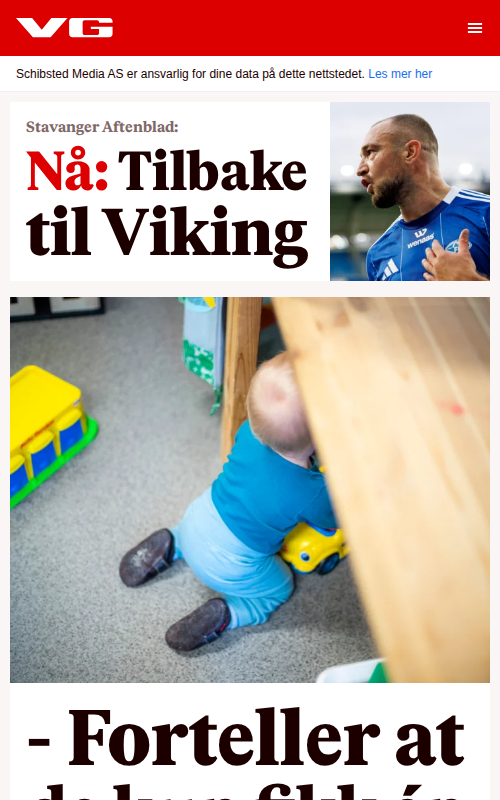 VG
Schibsted Media AS er ansvarlig for dine data på dette nettstedet. Les mer her
Stavanger Aftenblad:
Nå: Tilbake
til Viking
wenaas
- Forteller at